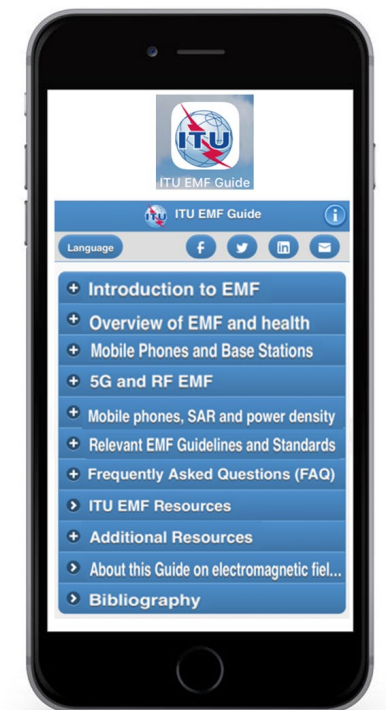 ITU
ITU EMF Guide
ITU EMF Guide
Language
Introduction to EMF
Overview of EMF and health
Mobile Phones and Base Stations
5G and RF EMF
Mobile phones, SAR and power density
Relevant EMF Guidelines and Standards
Frequently Asked Questions (FAQ)
ITU EMF Resources
Additional Resources
About this Guide on electromagnetic fiel...
Bibliography